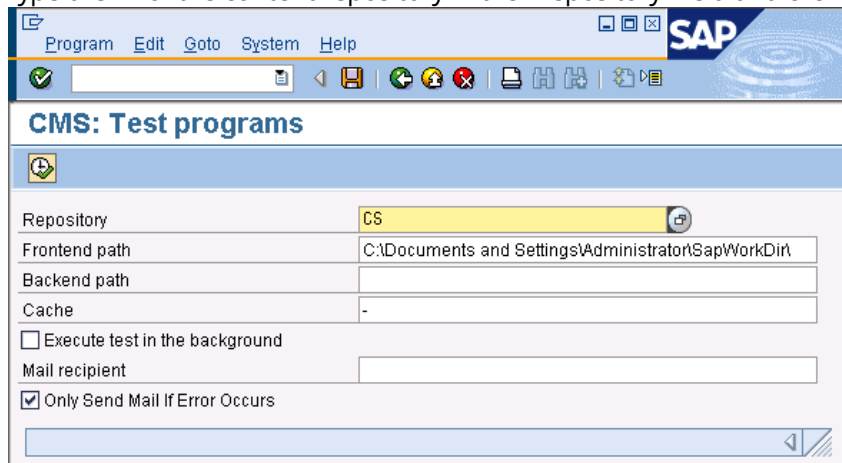 Program Edit Goto System Help
SAP
CMS: Test programs
Repository CS
Frontend path C:\Documents and Settings\Administrator\SapWorkDir\
Backend path
Cache -
Execute test in the background
Mail recipient
Only Send Mail If Error Occurs